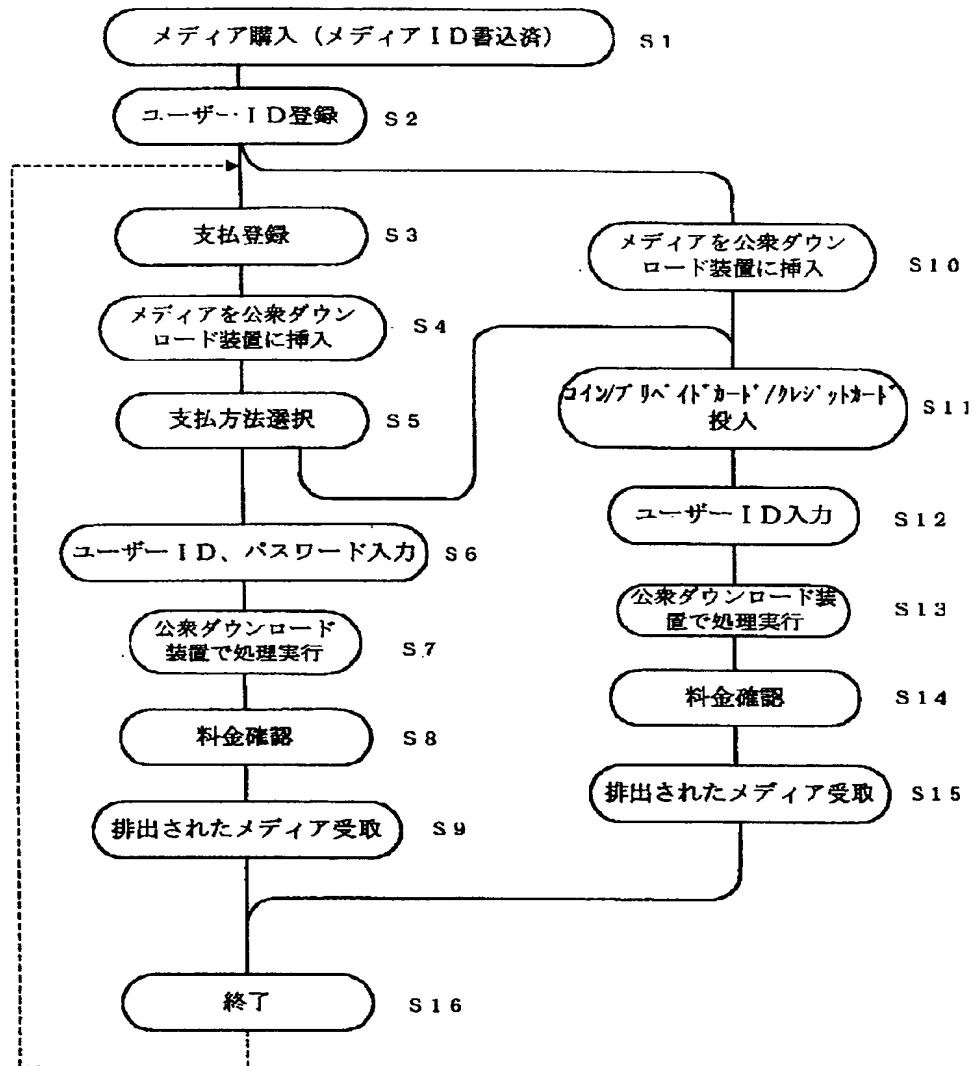 メディア購入（メディアＩＤ書込済） Ｓ１
ユーザーＩＤ登録 Ｓ２
支払登録 Ｓ３
メディアを公衆ダウン
ロード装置に挿入 Ｓ４
支払方法選択 Ｓ５
ユーザーＩＤ、パスワード入力 Ｓ６
公衆ダウンロード
装置で処理実行 Ｓ７
料金確認 Ｓ８
排出されたメディア受取 Ｓ９
メディアを公衆ダウン
ロード装置に挿入 Ｓ１０
コイン/プリペイドカード/クレジットカード
投入 Ｓ１１
ユーザーＩＤ入力 Ｓ１２
公衆ダウンロード装
置で処理実行 Ｓ１３
料金確認 Ｓ１４
排出されたメディア受取 Ｓ１５
終了 Ｓ１６